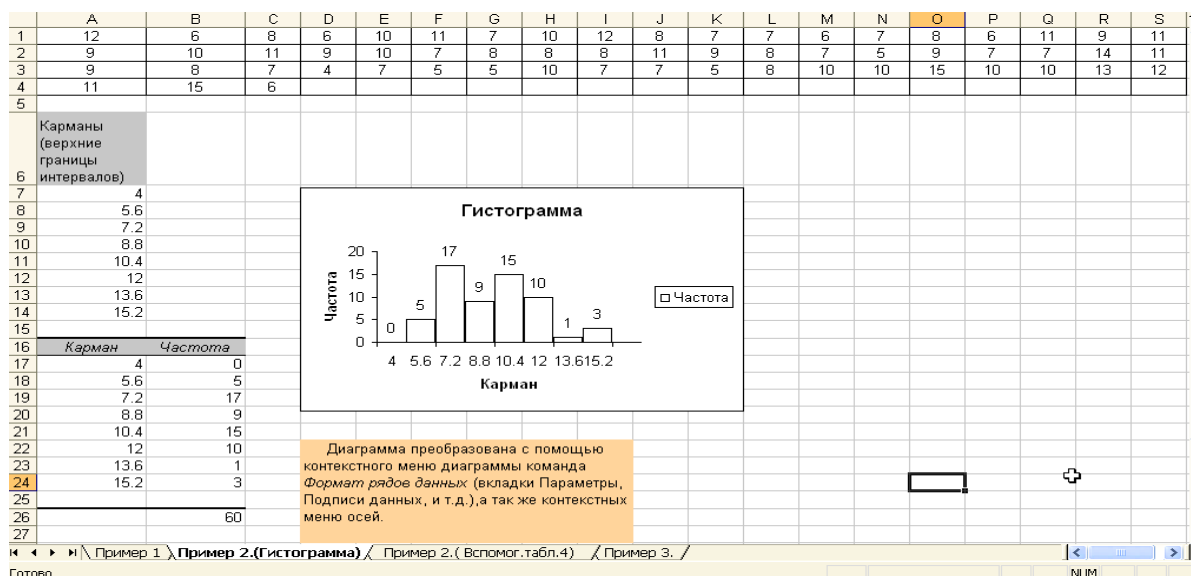 A B C D E F G H I J K L M N O P Q R S
1 12 6 8 6 10 11 7 10 12 8 7 7 6 7 8 6 11 9 11
2 9 10 11 9 10 7 8 8 8 11 9 8 7 5 9 7 7 14 11
3 9 8 7 4 7 5 5 10 7 7 5 8 10 10 15 10 10 13 12
4 11 15 6
5
Карманы
(верхние
границы
6 интервалов)
7 4
8 5.6
9 7.2
10 8.8
11 10.4
12 12
13 13.6
14 15.2
15
16 Карман Частота
17 4 0
18 5.6 5
19 7.2 17
20 8.8 9
21 10.4 15
22 12 10
23 13.6 1
24 15.2 3
25
26 60
27
Гистограмма
Частота
20
15
10
5
0
0 5 17 9 15 10 1 3
4 5.6 7.2 8.8 10.4 12 13.6 15.2
Карман
Частота
Диаграмма преобразована с помощью
контекстного меню диаграммы команда
Формат рядов данных (вкладки Параметры,
Подписи данных, и т.д.),а так же контекстных
меню осей.
Пример 1 Пример 2.(Гистограмма) Пример 2.( Вспомог.табл.4) Пример 3.
Готово NUM